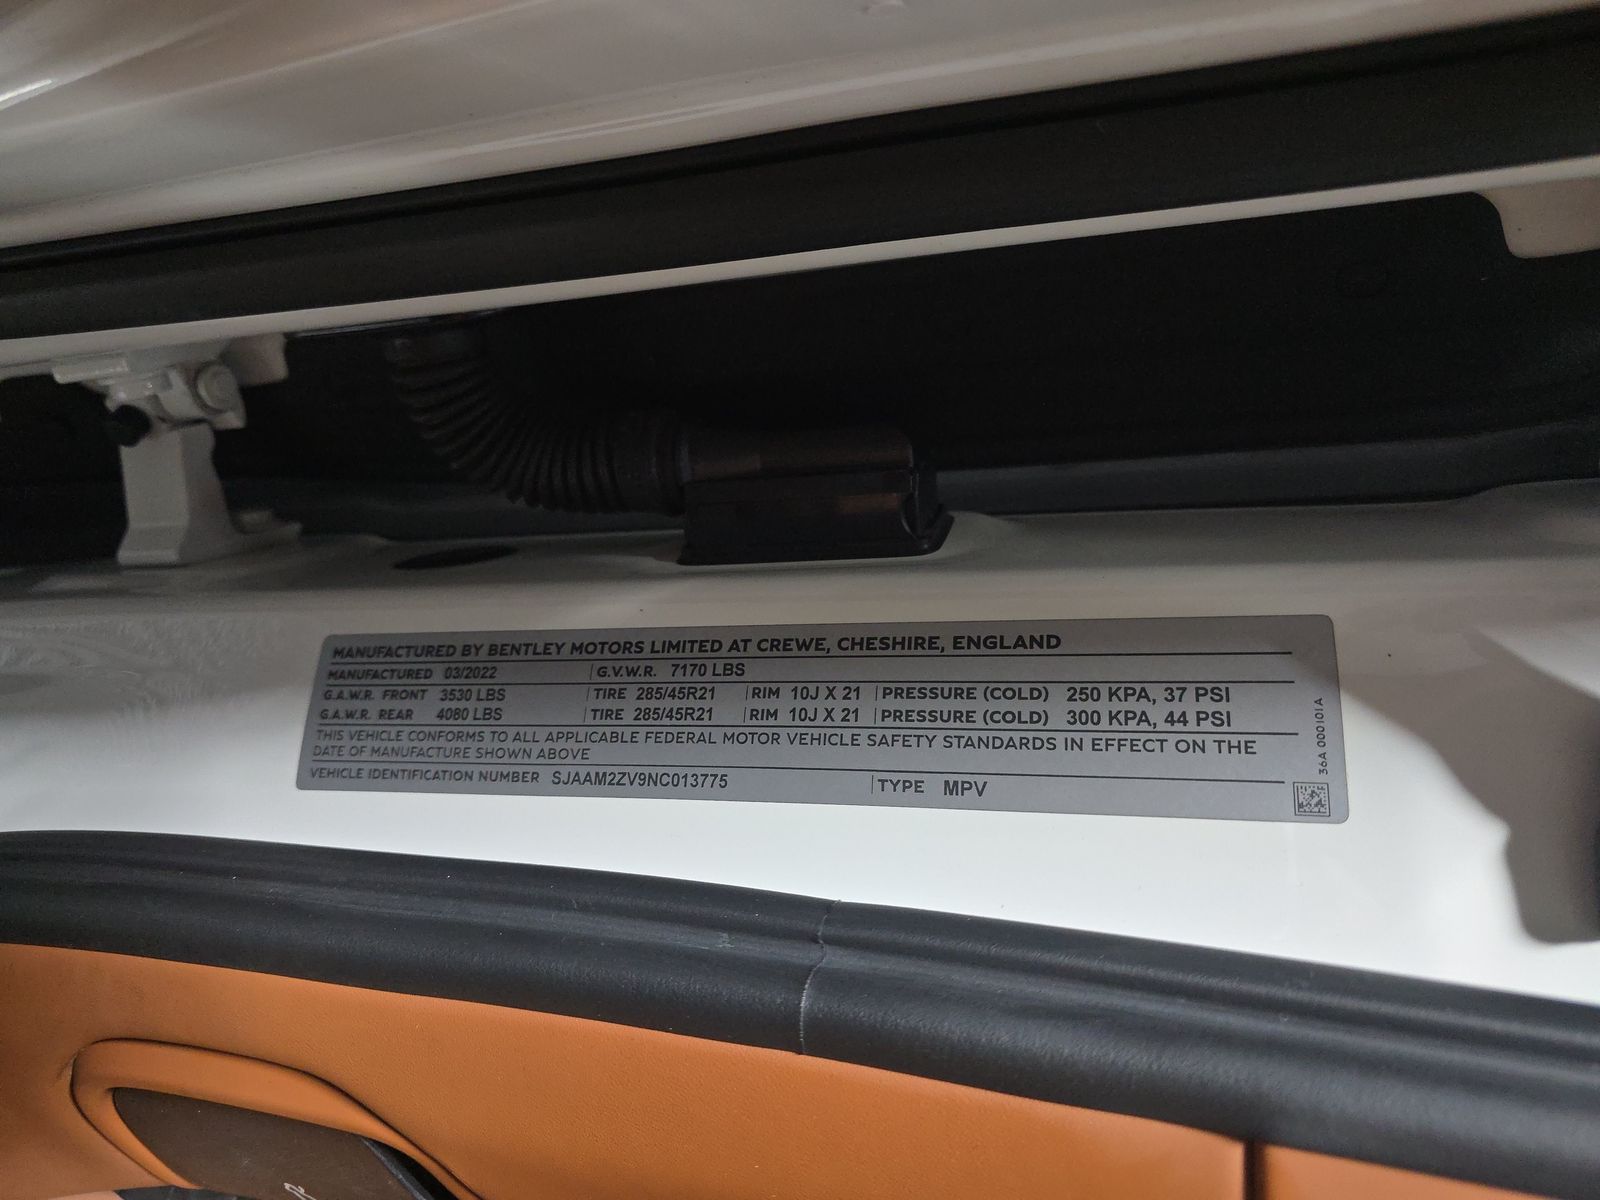 MANUFACTURED BY BENTLEY MOTORS LIMITED AT CREWE, CHESHIRE, ENGLAND
MANUFACTURED 03/2022 G.V.W.R. 7170 LBS
G.A.W.R. FRONT 3530 LBS TIRE 285/45R21 RIM 10J X 21 PRESSURE (COLD) 250 KPA, 37 PSI
G.A.W.R. REAR 4080 LBS TIRE 285/45R21 RIM 10J X 21 PRESSURE (COLD) 300 KPA, 44 PSI
THIS VEHICLE CONFORMS TO ALL APPLICABLE FEDERAL MOTOR VEHICLE SAFETY STANDARDS IN EFFECT ON THE
DATE OF MANUFACTURE SHOWN ABOVE
VEHICLE IDENTIFICATION NUMBER SJAAM2ZV9NC013775 TYPE MPV
36A 000101A